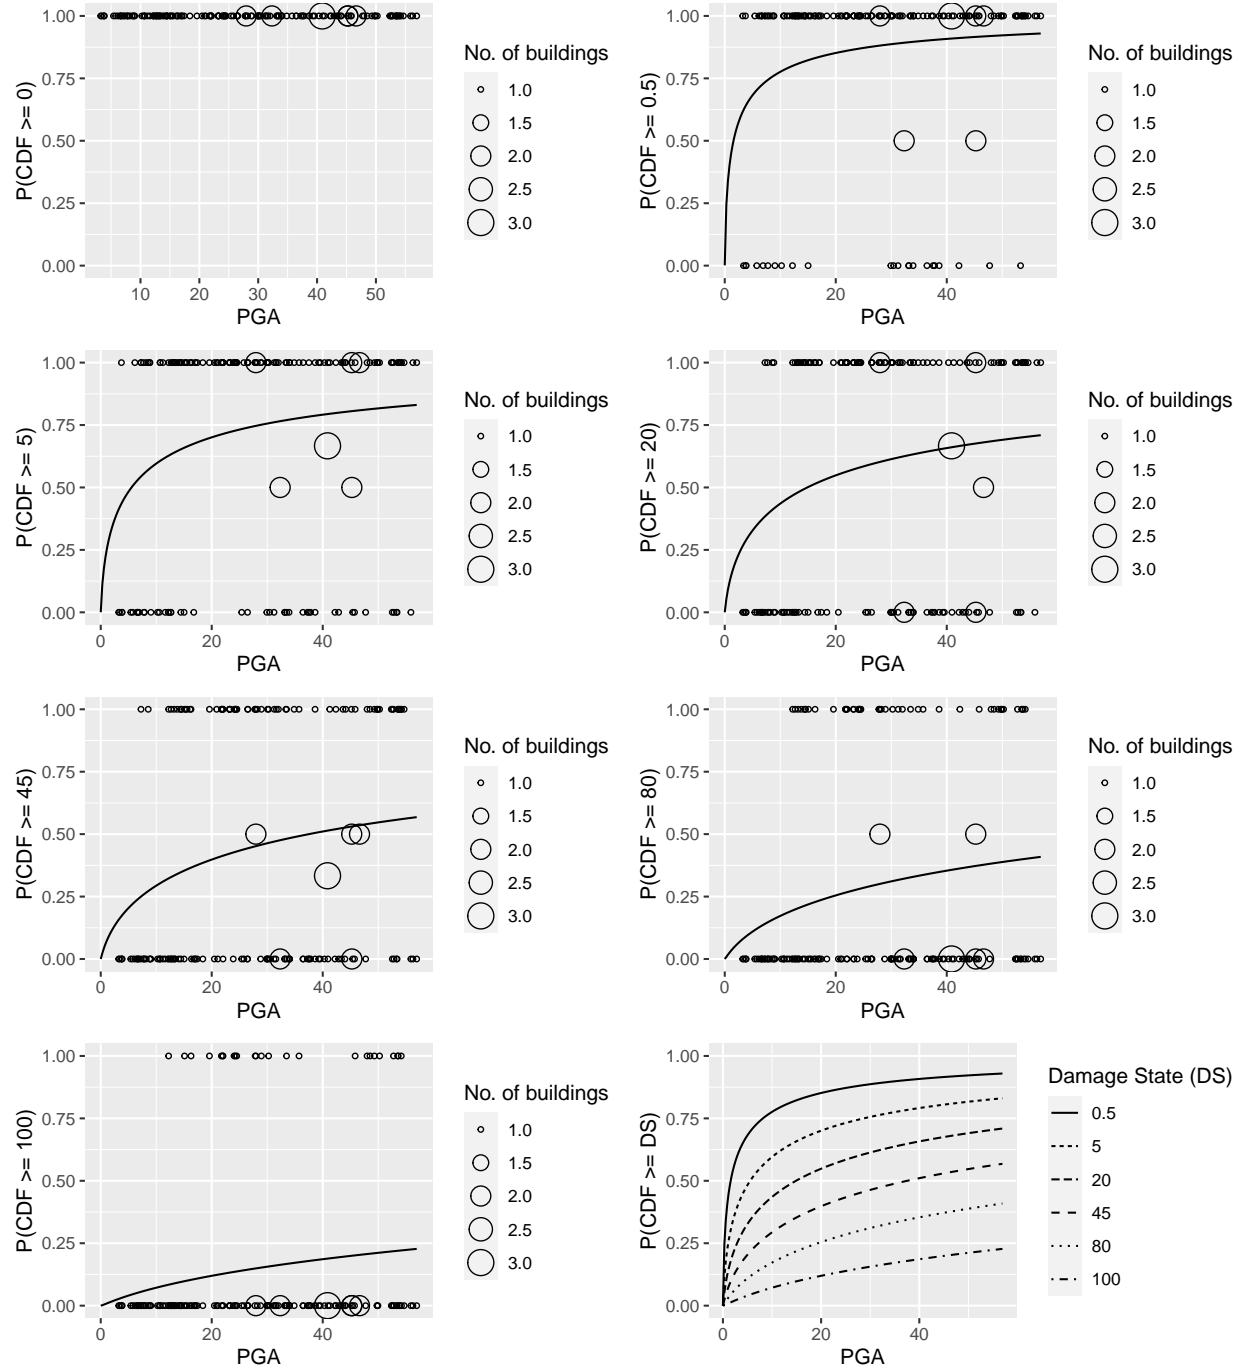 P(CDF >= 0)
1.00
0.75
0.50
0.25
0.00
10 20 30 40 50
PGA
No. of buildings
1.0
1.5
2.0
2.5
3.0
P(CDF >= 0.5)
1.00
0.75
0.50
0.25
0.00
0 20 40
PGA
No. of buildings
1.0
1.5
2.0
2.5
3.0
P(CDF >= 5)
1.00
0.75
0.50
0.25
0.00
0 20 40
PGA
No. of buildings
1.0
1.5
2.0
2.5
3.0
P(CDF >= 20)
1.00
0.75
0.50
0.25
0.00
0 20 40
PGA
No. of buildings
1.0
1.5
2.0
2.5
3.0
P(CDF >= 45)
1.00
0.75
0.50
0.25
0.00
0 20 40
PGA
No. of buildings
1.0
1.5
2.0
2.5
3.0
P(CDF >= 80)
1.00
0.75
0.50
0.25
0.00
0 20 40
PGA
No. of buildings
1.0
1.5
2.0
2.5
3.0
P(CDF >= 100)
1.00
0.75
0.50
0.25
0.00
0 20 40
PGA
No. of buildings
1.0
1.5
2.0
2.5
3.0
P(CDF >= DS)
1.00
0.75
0.50
0.25
0.00
0 20 40
PGA
Damage State (DS)
0.5
5
20
45
80
100